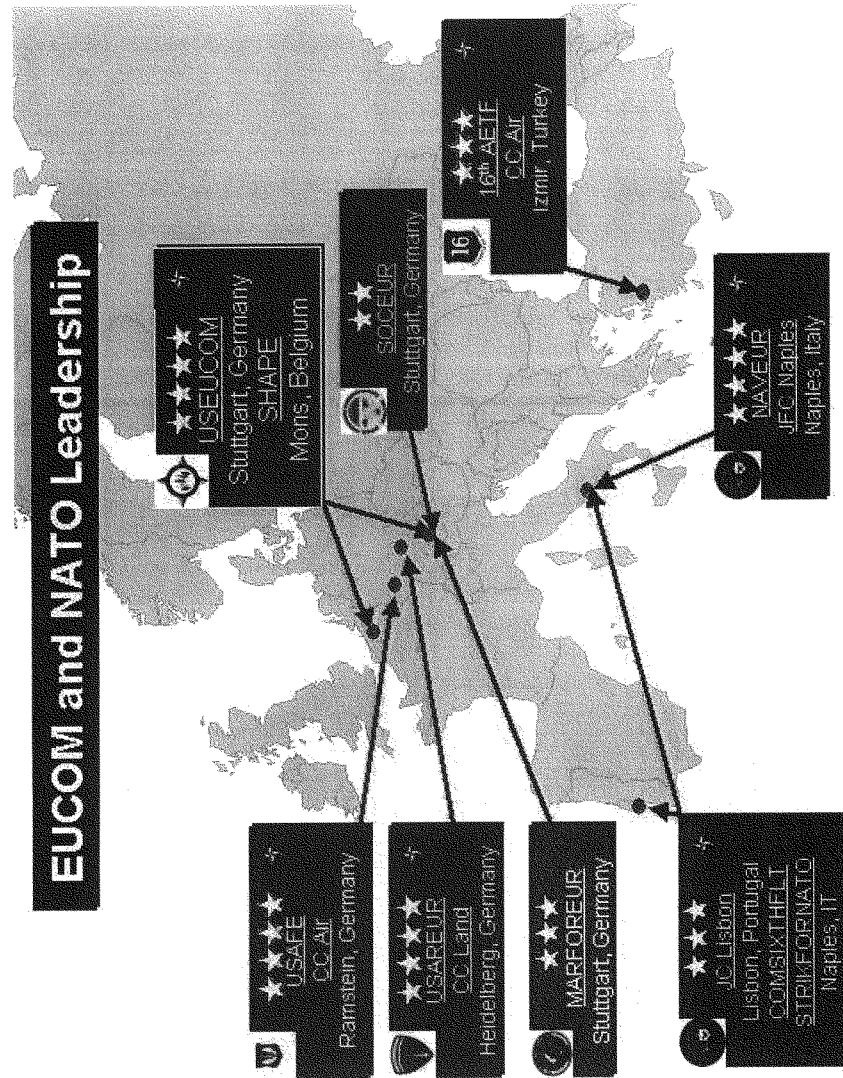 EUCOM and NATO Leadership
USEUCOM
Stuttgart, Germany
SHAPE
Mons, Belgium
SOCEUR
Stuttgart, Germany
16
16th AETF
CC Air
Izmir, Turkey
USAFE
CC Air
Ramstein, Germany
USAREUR
CC Land
Heidelberg, Germany
MARFOREUR
Stuttgart, Germany
JC Lisbon
Lisbon, Portugal
COMSIXTHFLT
STRIKFORNATO
Naples, IT
NAVEUR
JFC Naples
Naples, Italy